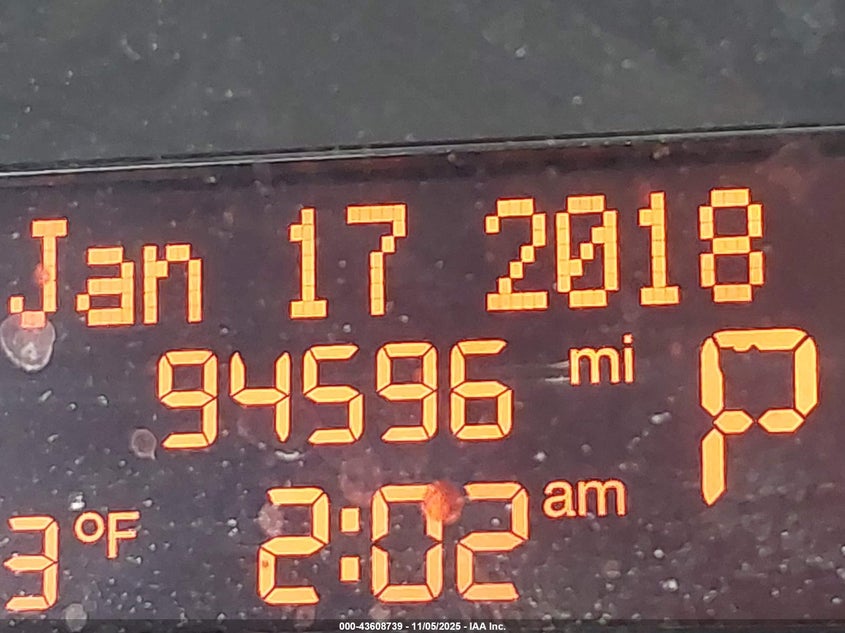 Jan 17 2018
94596 mi
P
3 °F 2:02 am
000-43608739 - 11/05/2025 - IAA Inc.